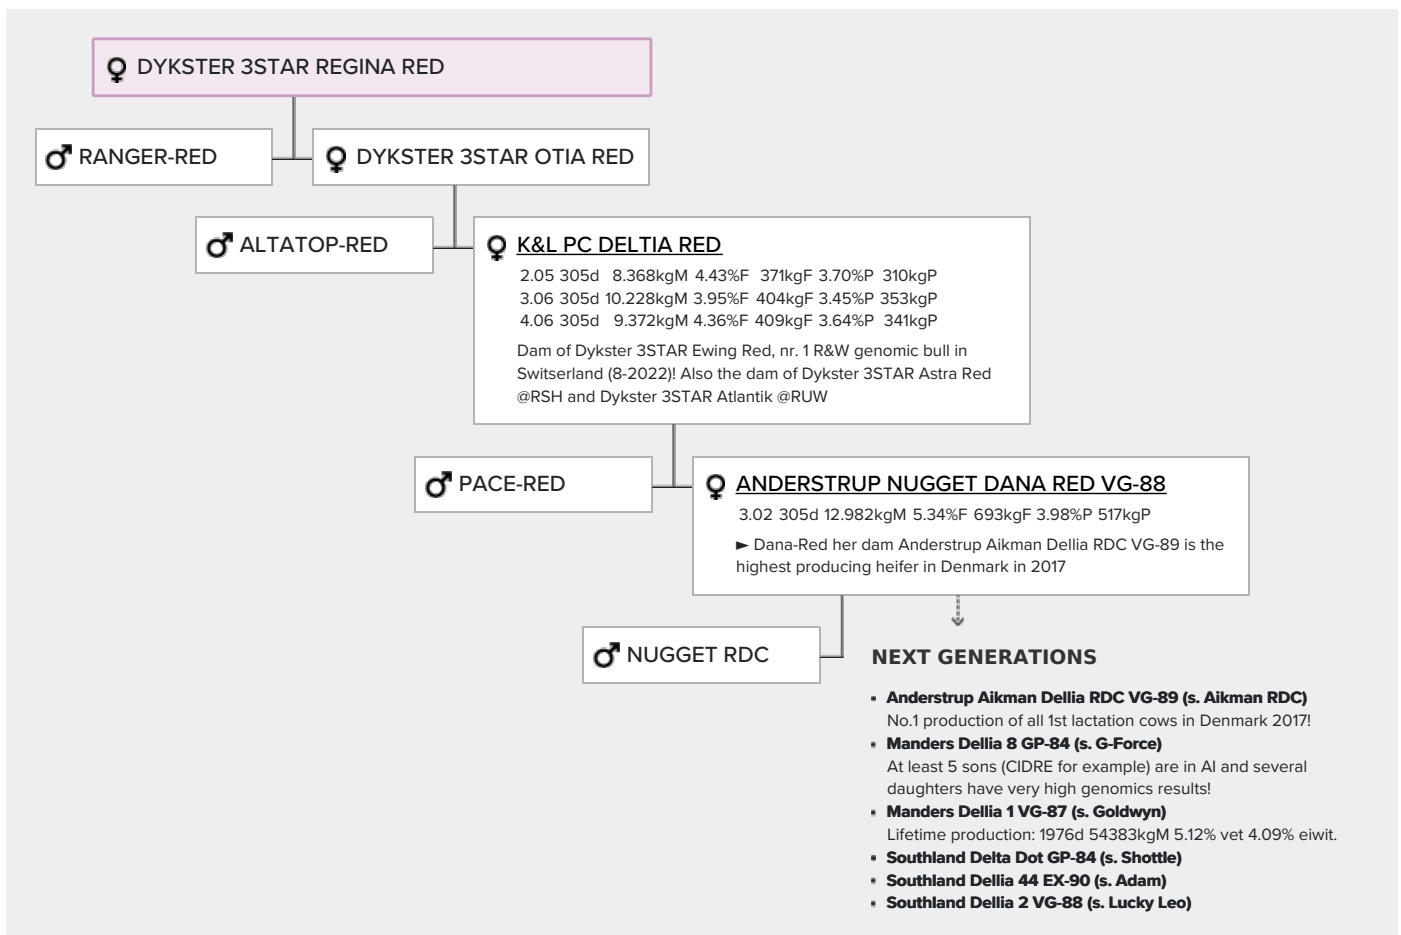 DYKSTER 3STAR REGINA RED
RANGER-RED
DYKSTER 3STAR OTIA RED
ALTATOP-RED
K&L PC DELTIA RED
2.05 305d 8.368kgM 4.43%F 371kgF 3.70%P 310kgP
3.06 305d 10.228kgM 3.95%F 404kgF 3.45%P 353kgP
4.06 305d 9.372kgM 4.36%F 409kgF 3.64%P 341kgP
Dam of Dykster 3STAR Ewing Red, nr. 1 R&W genomic bull in
Switserland (8-2022)! Also the dam of Dykster 3STAR Astra Red
@RSH and Dykster 3STAR Atlantik @RUW
PACE-RED
ANDERSTRUP NUGGET DANA RED VG-88
3.02 305d 12.982kgM 5.34%F 693kgF 3.98%P 517kgP
► Dana-Red her dam Anderstrup Aikman Dellia RDC VG-89 is the
highest producing heifer in Denmark in 2017
NUGGET RDC
NEXT GENERATIONS
▪ Anderstrup Aikman Dellia RDC VG-89 (s. Aikman RDC)
No.1 production of all 1st lactation cows in Denmark 2017!
▪ Manders Dellia 8 GP-84 (s. G-Force)
At least 5 sons (CIDRE for example) are in AI and several
daughters have very high genomics results!
▪ Manders Dellia 1 VG-87 (s. Goldwyn)
Lifetime production: 1976d 54383kgM 5.12% vet 4.09% eiwit.
▪ Southland Delta Dot GP-84 (s. Shottle)
▪ Southland Dellia 44 EX-90 (s. Adam)
▪ Southland Dellia 2 VG-88 (s. Lucky Leo)